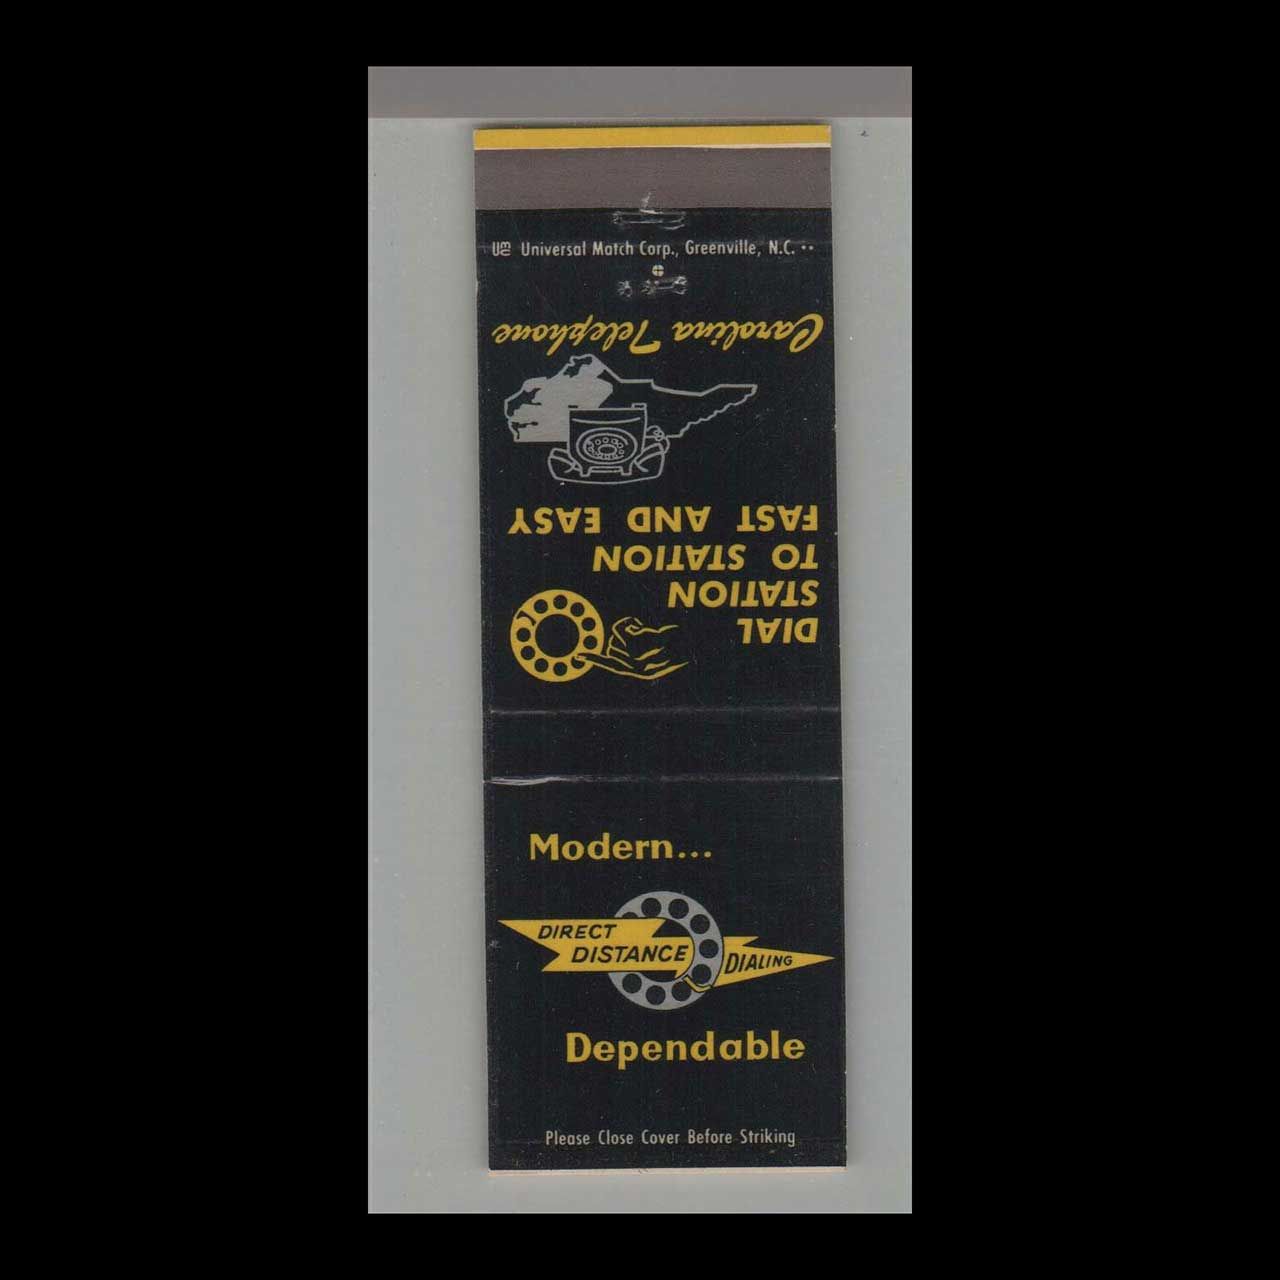 UM Universal Match Corp., Greenville, N.C. ··
DIAL
STATION
TO STATION
FAST AND EASY
Carolina Telephone
Modern...
DIRECT
DISTANCE
DIALING
Dependable
Please Close Cover Before Striking